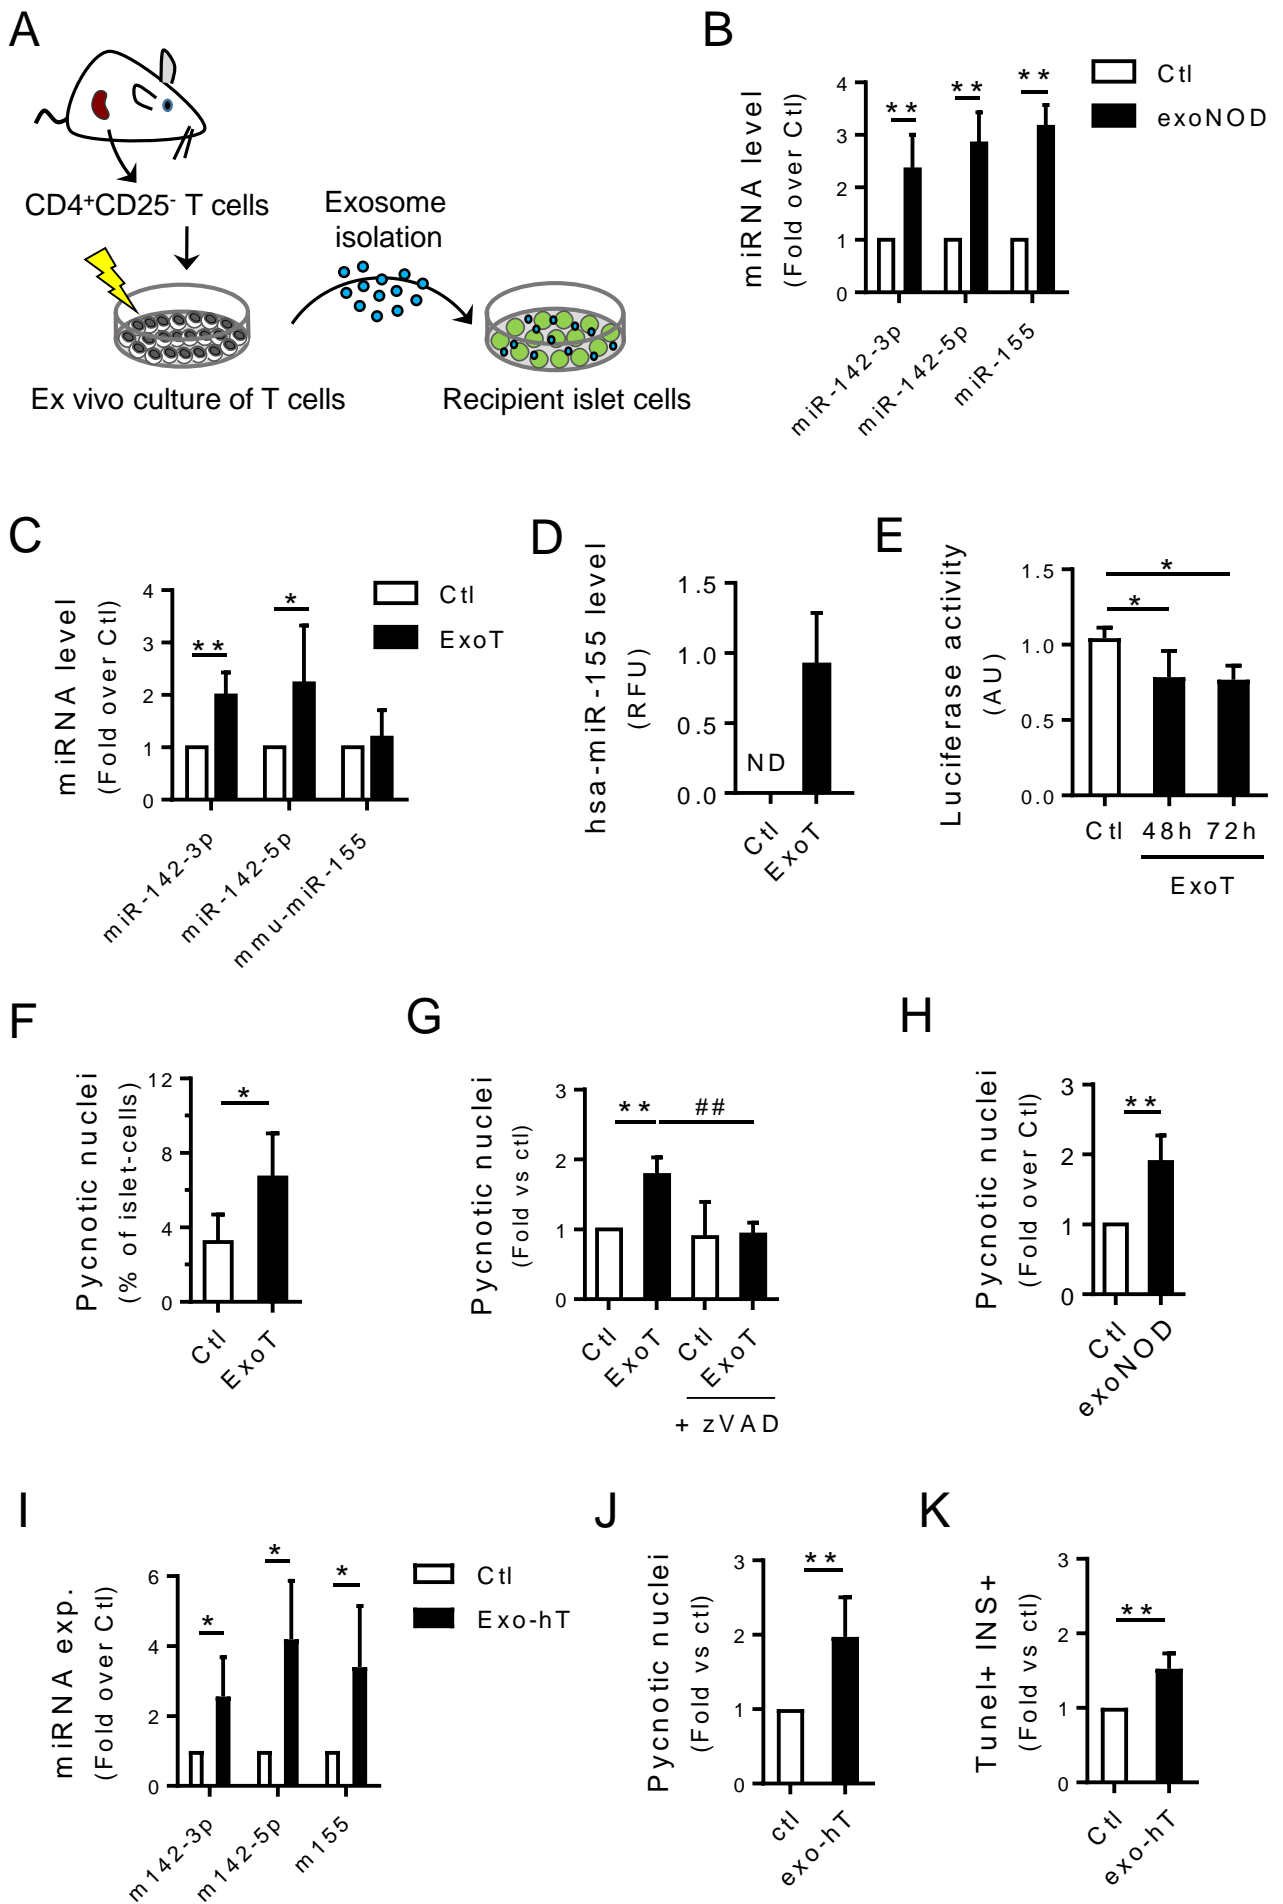 A
CD4+CD25- T cells
Exosome
isolation
Ex vivo culture of T cells
Recipient islet cells
B
miRNA level
(Fold over Ctl)
4
3
2
1
0
**
**
**
miR-142-3p
miR-142-5p
miR-155
Ctl
exoNOD
C
miRNA level
(Fold over Ctl)
4
3
2
1
0
**
*
miR-142-3p
miR-142-5p
mmu-miR-155
Ctl
ExoT
D
hsa-miR-155 level
(RFU)
1.5
1.0
0.5
0.0
ND
Ctl
ExoT
E
Luciferase activity
(AU)
1.5
1.0
0.5
0.0
*
*
Ctl 48h 72h
ExoT
F
Pycnotic nuclei
(% of islet-cells)
12
8
4
0
*
Ctl
ExoT
G
Pycnotic nuclei
(Fold vs ctl)
3
2
1
0
** ##
Ctl
ExoT
Ctl
ExoT
+ zVAD
H
Pycnotic nuclei
(Fold over Ctl)
3
2
1
0
**
Ctl
exoNOD
I
miRNA exp.
(Fold over Ctl)
6
4
2
0
*
*
*
m142-3p
m142-5p
m155
Ctl
Exo-hT
J
Pycnotic nuclei
(Fold vs ctl)
3
2
1
0
**
ctl
exo-hT
K
Tunel+ INS+
(Fold vs ctl)
3
2
1
0
**
Ctl
exo-hT